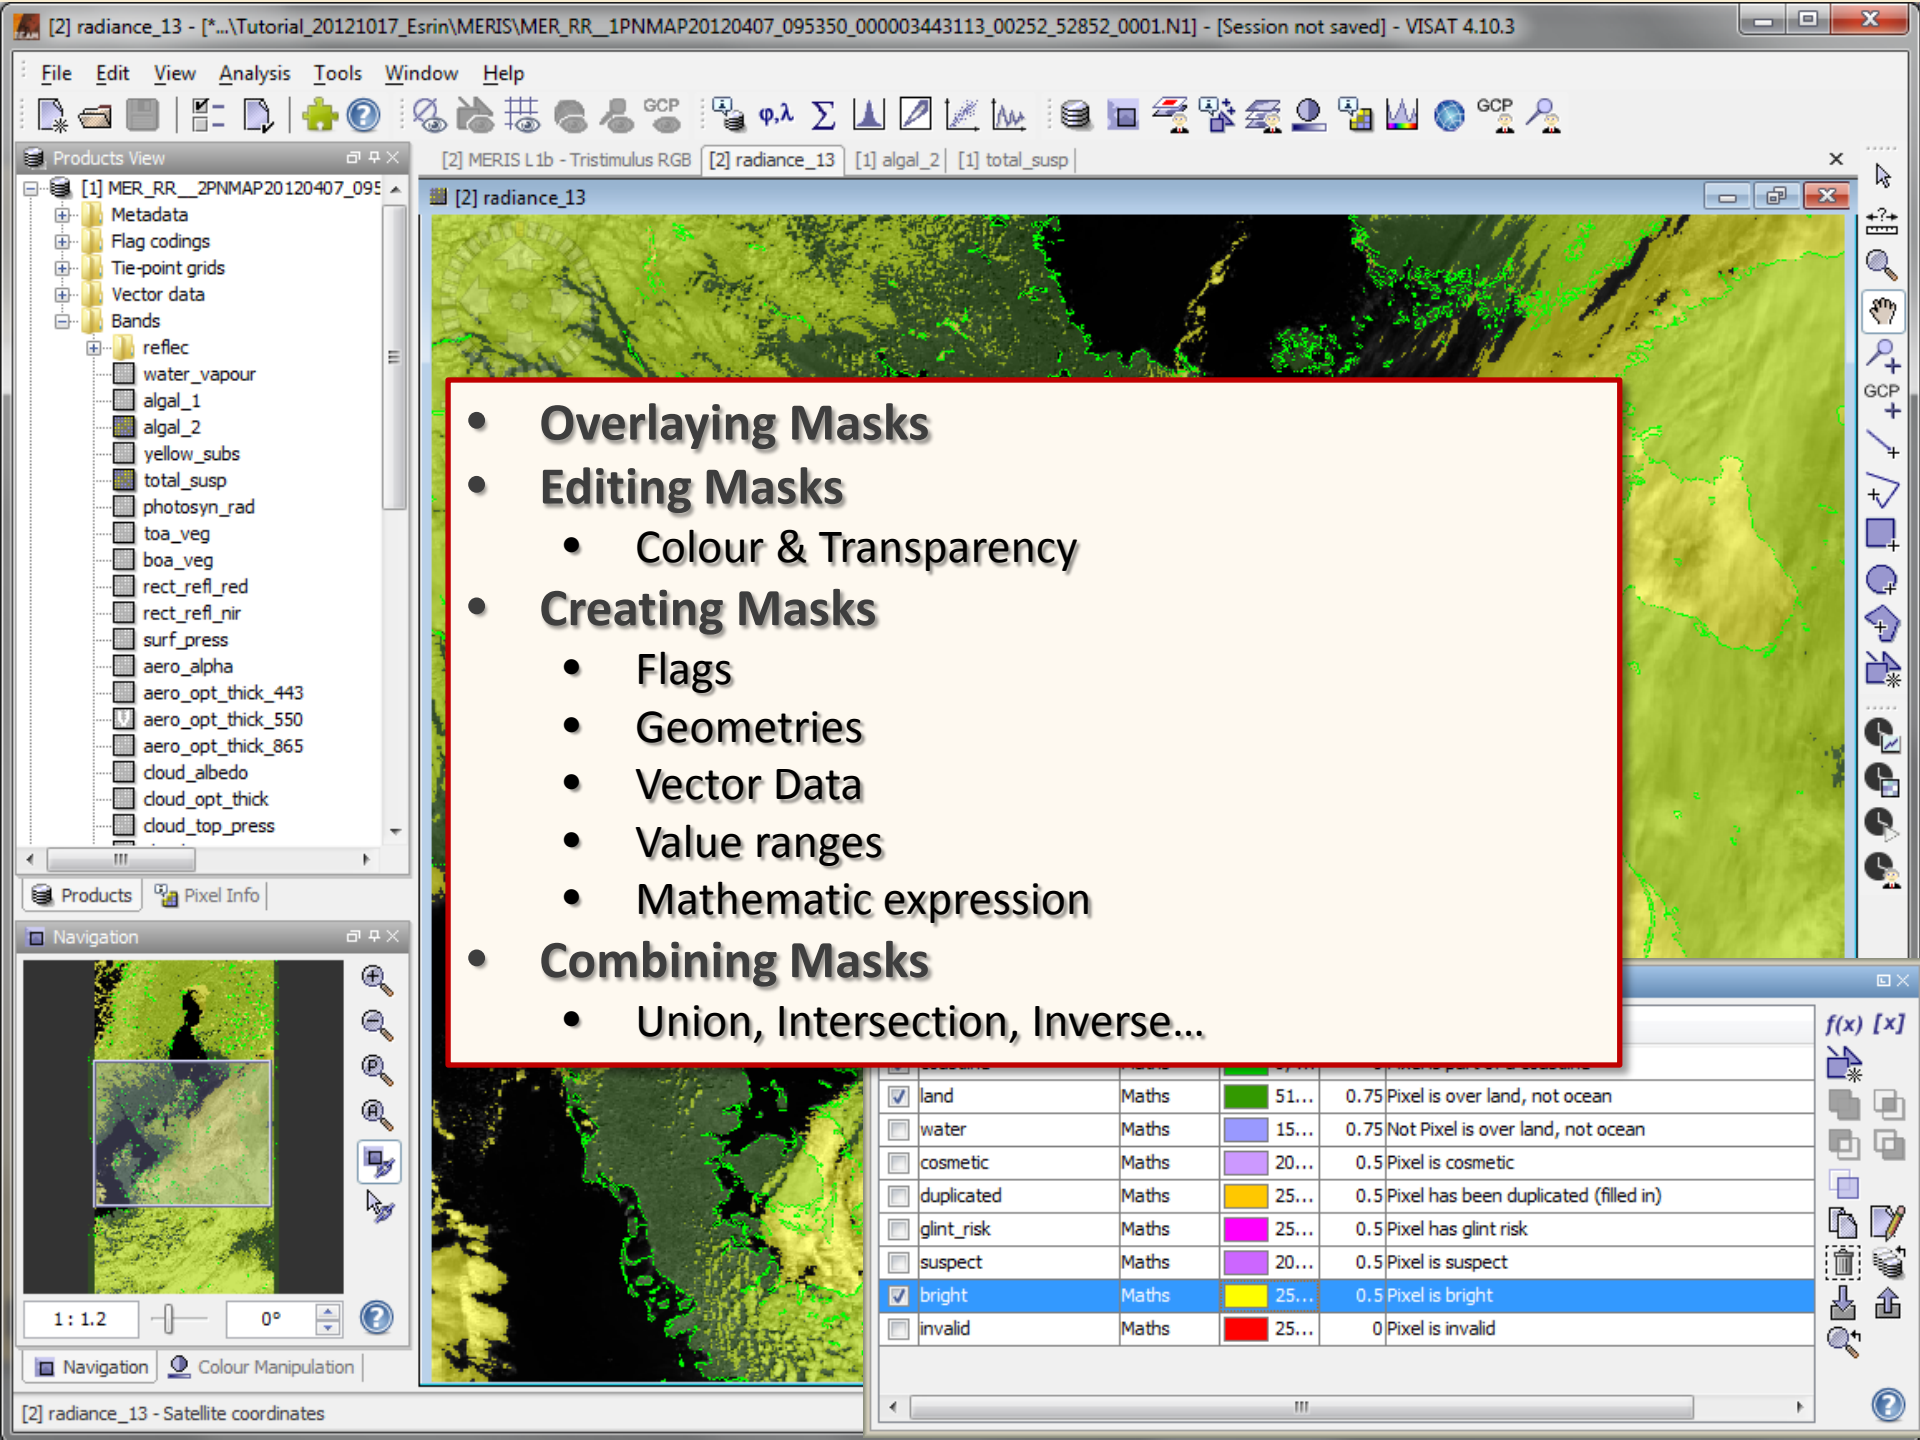 [2] radiance_13 - [*...\Tutorial_20121017_Esrin\MERIS\MER_RR__1PNMAP20120407_095350_000003443113_00252_52852_0001.N1] - [Session not saved] - VISAT 4.10.3
File Edit View Analysis Tools Window Help
GCP φ,λ Σ GCP
Products View
[2] MERIS L1b - Tristimulus RGB [2] radiance_13 [1] algal_2 [1] total_susp
[1] MER_RR__2PNMAP20120407_095
[2] radiance_13
Metadata
Flag codings
Tie-point grids
Vector data
Bands
reflec
water_vapour
algal_1
algal_2
yellow_subs
total_susp
photosyn_rad
toa_veg
boa_veg
rect_refl_red
rect_refl_nir
surf_press
aero_alpha
aero_opt_thick_443
aero_opt_thick_550
aero_opt_thick_865
cloud_albedo
cloud_opt_thick
cloud_top_press
Products Pixel Info
Navigation
1 : 1.2 0°
Navigation Colour Manipulation
[2] radiance_13 - Satellite coordinates
GCP
• Overlaying Masks
• Editing Masks
• Colour & Transparency
• Creating Masks
• Flags
• Geometries
• Vector Data
• Value ranges
• Mathematic expression
• Combining Masks
• Union, Intersection, Inverse...
f(x) [x]
land Maths 51... 0.75 Pixel is over land, not ocean
water Maths 15... 0.75 Not Pixel is over land, not ocean
cosmetic Maths 20... 0.5 Pixel is cosmetic
duplicated Maths 25... 0.5 Pixel has been duplicated (filled in)
glint_risk Maths 25... 0.5 Pixel has glint risk
suspect Maths 20... 0.5 Pixel is suspect
bright Maths 25... 0.5 Pixel is bright
invalid Maths 25... 0 Pixel is invalid